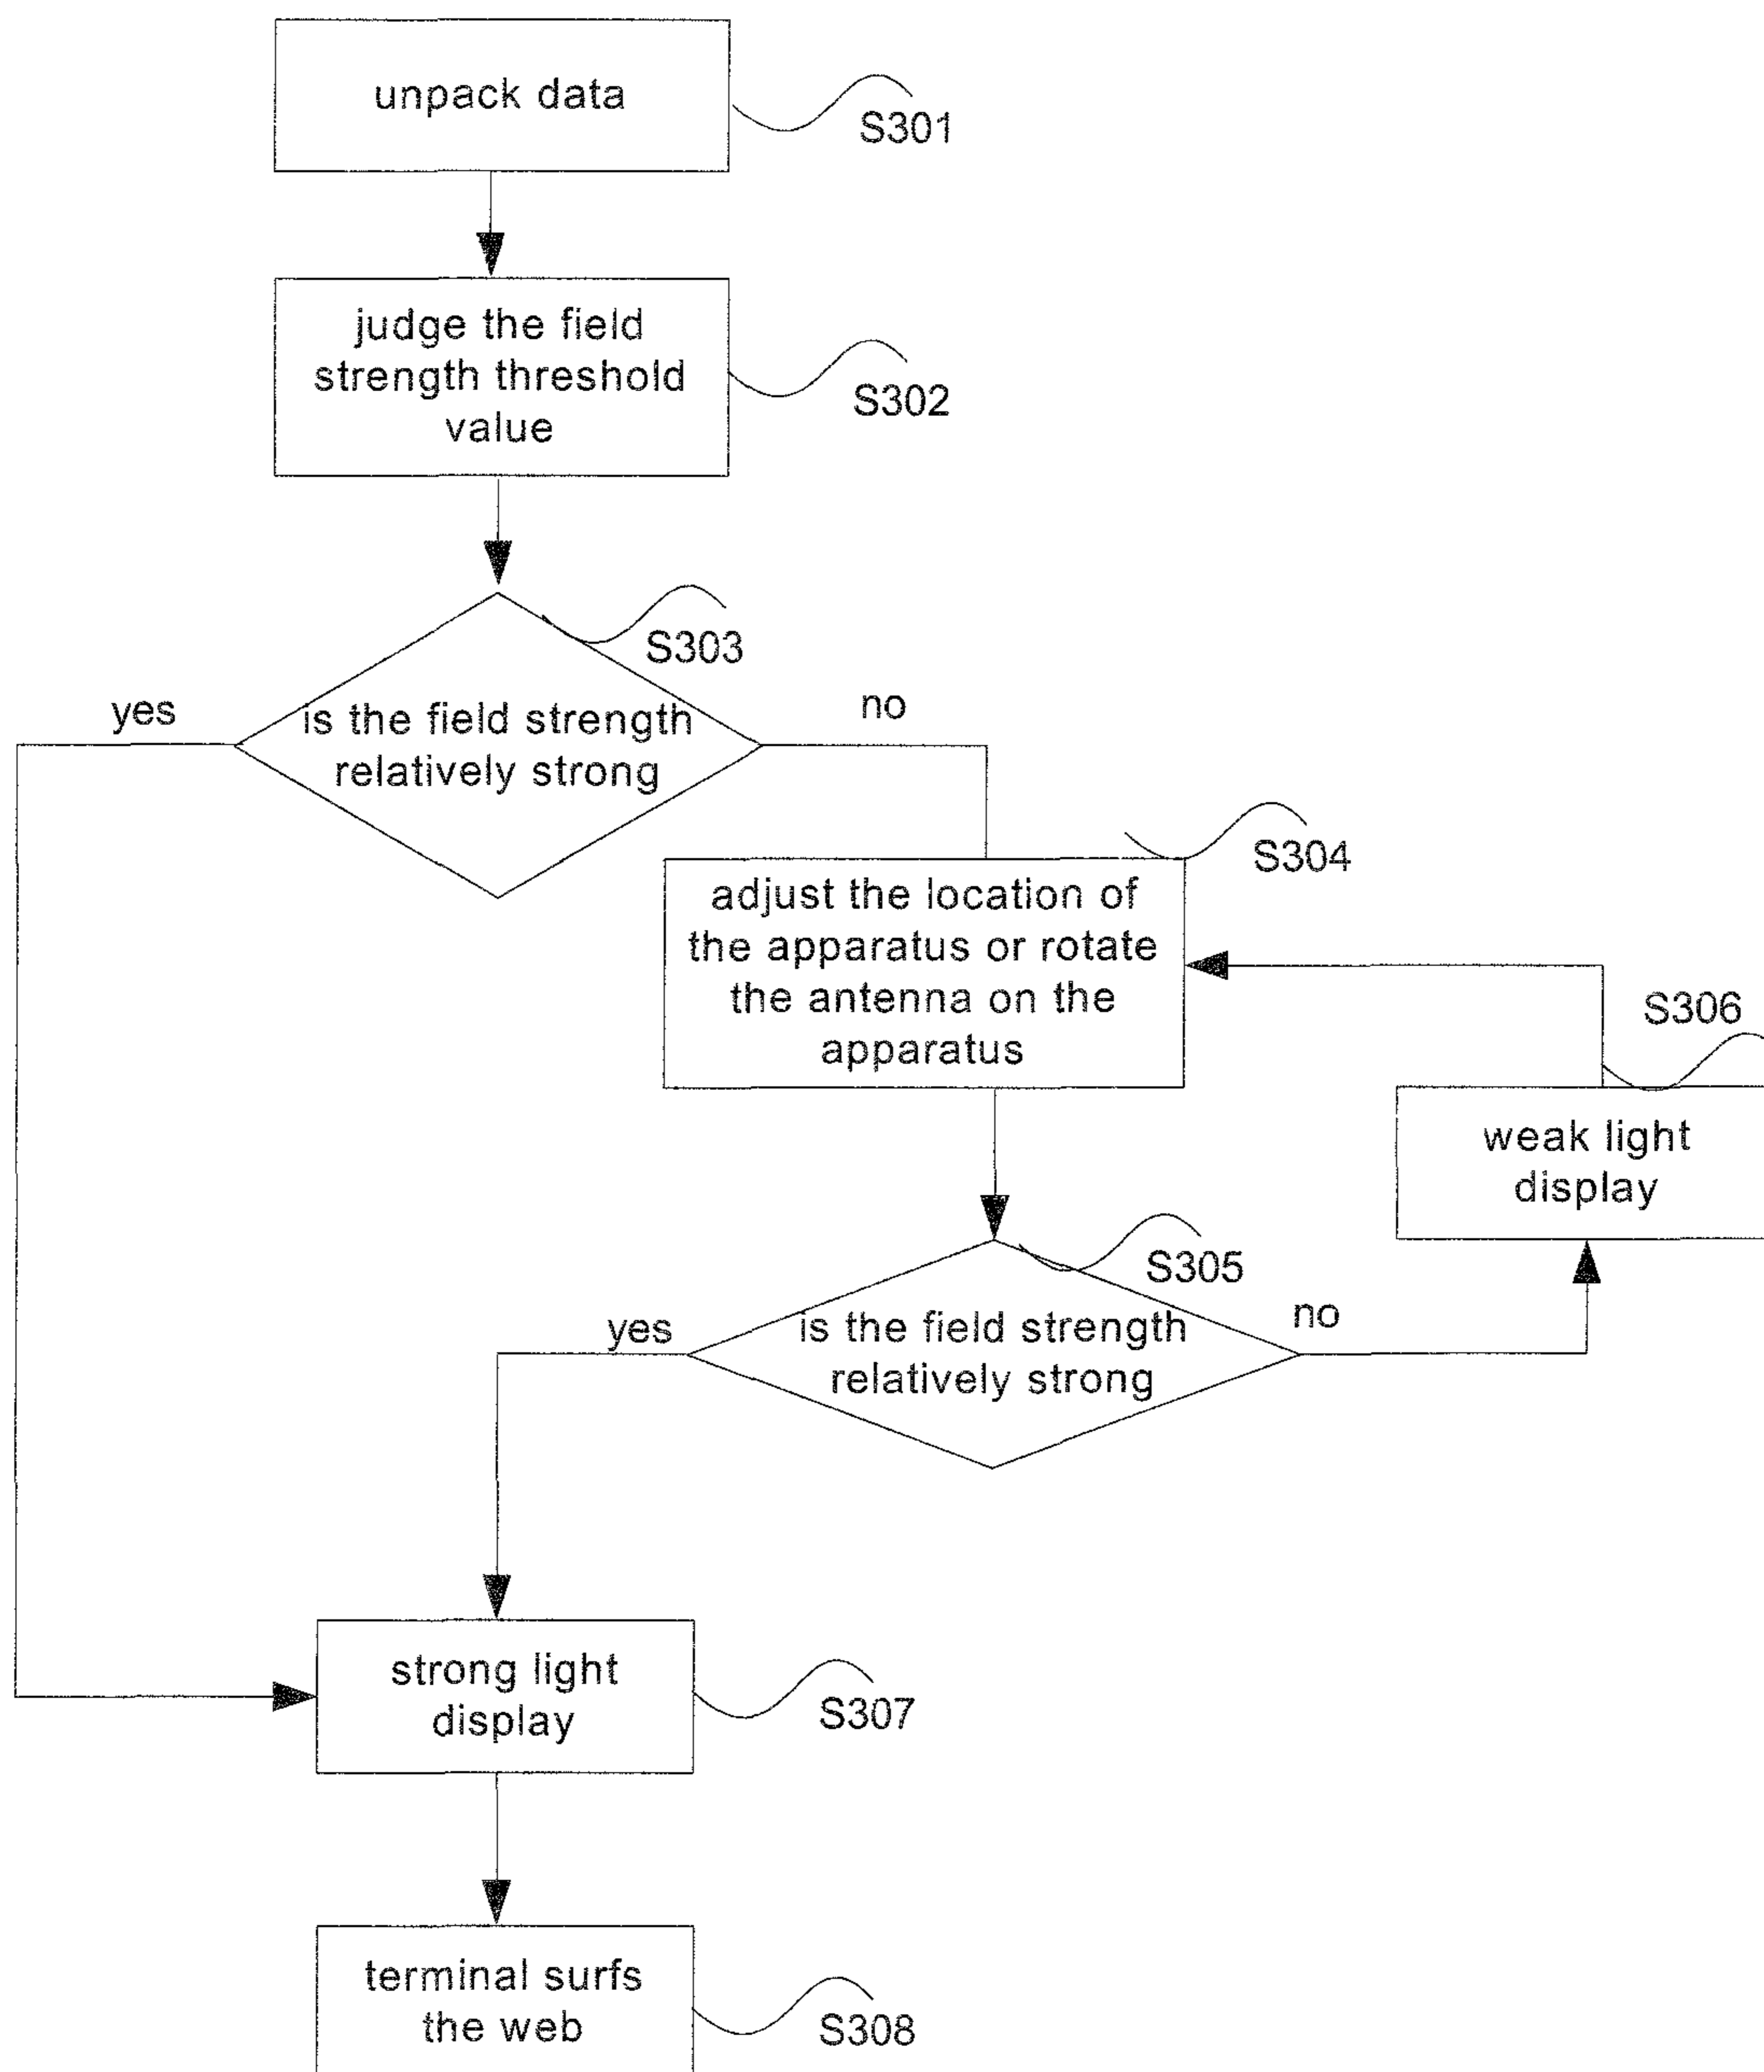 unpack data
S301
judge the field
strength threshold
value
S302
S303
yes
is the field strength
relatively strong
no
S304
adjust the location of
the apparatus or rotate
the antenna on the
apparatus
S306
weak light
display
S305
yes
is the field strength
relatively strong
no
strong light
display
S307
terminal surfs
the web
S308